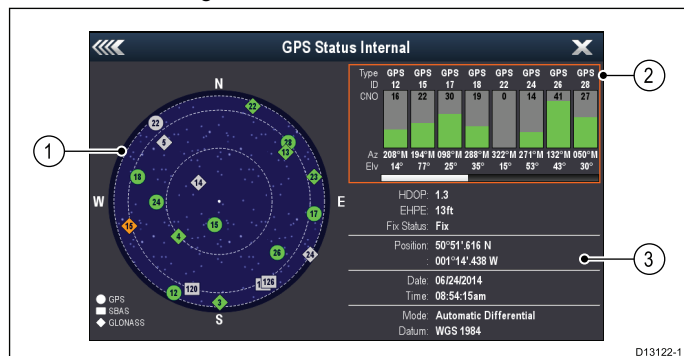 GPS Status Internal
N
W
E
S
22
22
5
28
13
18
14
23
24
17
15
15
4
26
24
12
120
126
3
GPS
SBAS
GLONASS
Type GPS GPS GPS GPS GPS GPS GPS GPS
ID 12 15 17 18 22 24 26 28
CNO 16 22 30 19 0 14 41 27
Az 208°M 194°M 098°M 288°M 322°M 271°M 132°M 050°M
Elv 14° 77° 25° 35° 15° 53° 43° 30°
HDOP: 1.3
EHPE: 13ft
Fix Status: Fix
Position: 50°51'.616 N
: 001°14'.438 W
Date: 06/24/2014
Time: 08:54:15am
Mode: Automatic Differential
Datum: WGS 1984
1
2
3
D13122-1